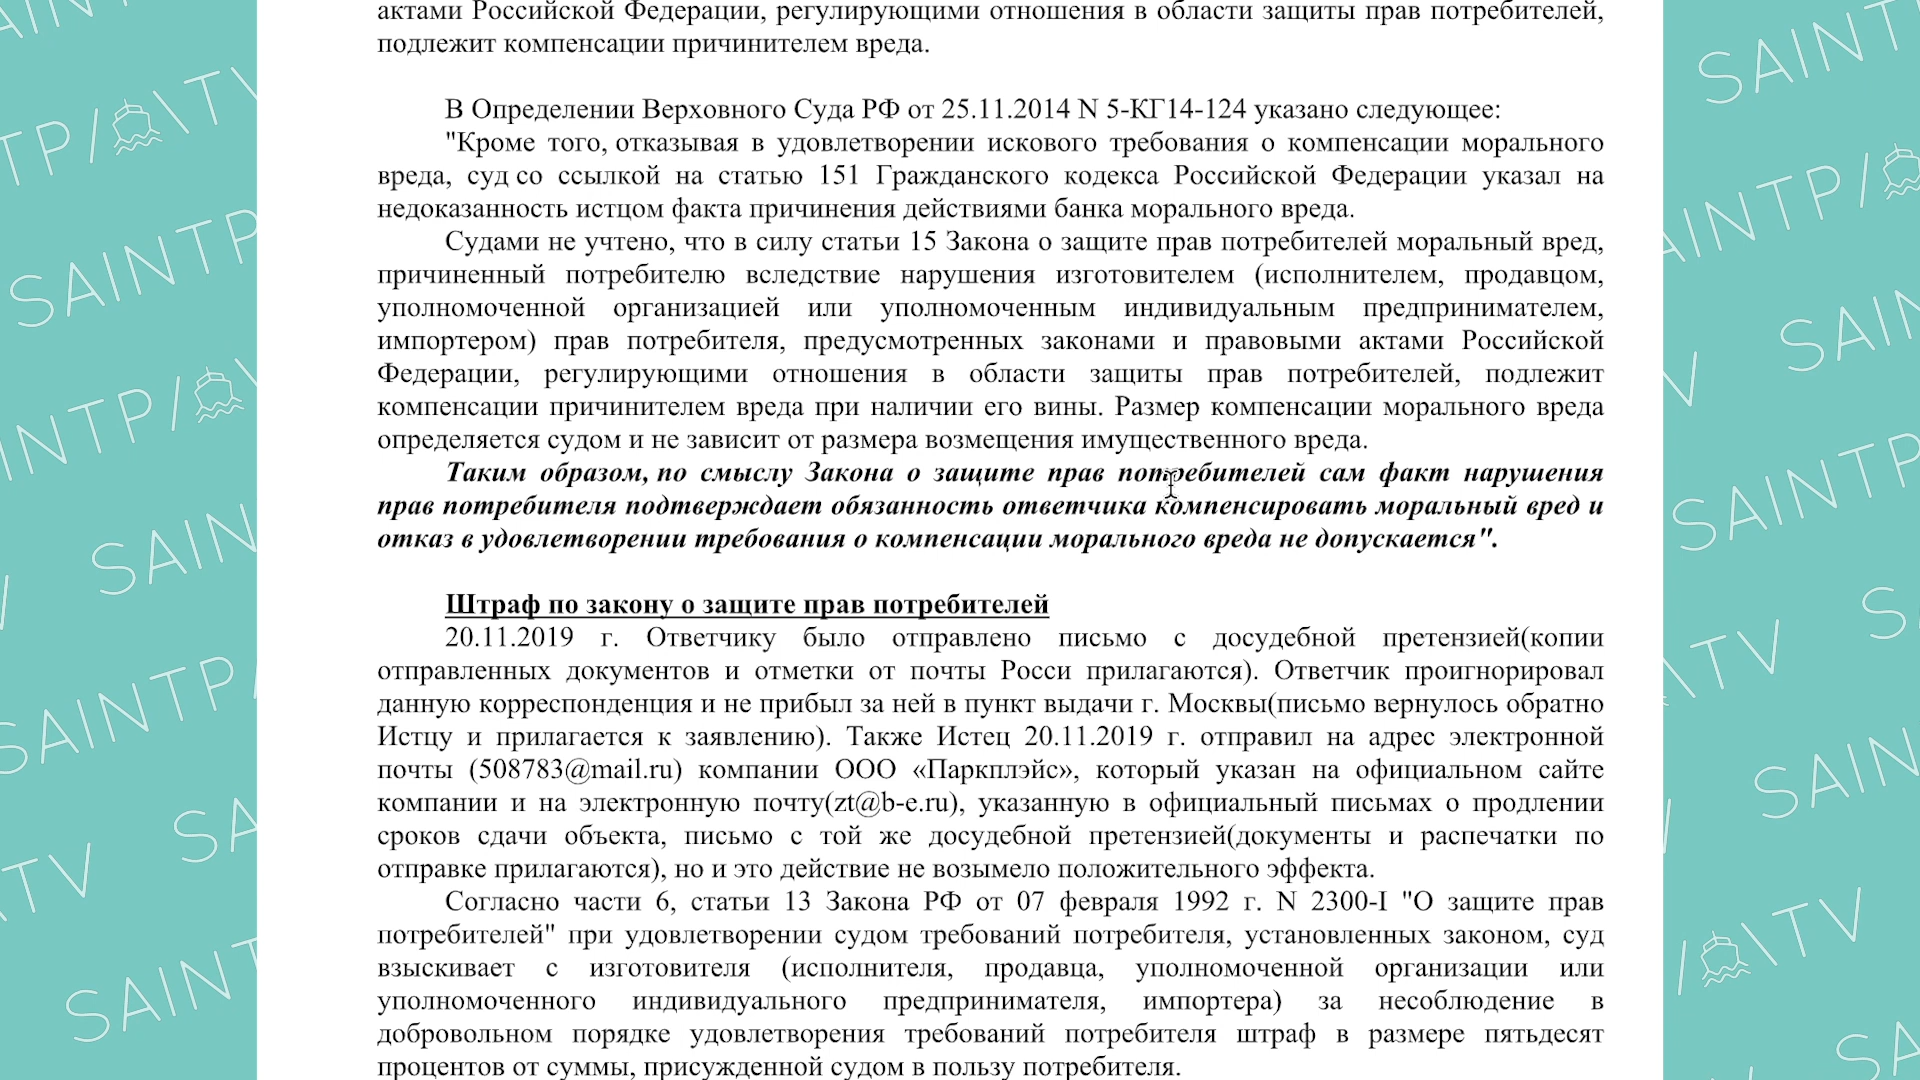 актами Российской Федерации, регулирующими отношения в области защиты прав потребителей,
подлежит компенсации причинителем вреда.
В Определении Верховного Суда РФ от 25.11.2014 N 5-КГ14-124 указано следующее:
"Кроме того, отказывая в удовлетворении искового требования о компенсации морального
вреда, суд со ссылкой на статью 151 Гражданского кодекса Российской Федерации указал на
недоказанность истцом факта причинения действиями банка морального вреда.
Судами не учтено, что в силу статьи 15 Закона о защите прав потребителей моральный вред,
причиненный потребителю вследствие нарушения изготовителем (исполнителем, продавцом,
уполномоченной организацией или уполномоченным индивидуальным предпринимателем,
импортером) прав потребителя, предусмотренных законами и правовыми актами Российской
Федерации, регулирующими отношения в области защиты прав потребителей, подлежит
компенсации причинителем вреда при наличии его вины. Размер компенсации морального вреда
определяется судом и не зависит от размера возмещения имущественного вреда.
Таким образом, по смыслу Закона о защите прав потребителей сам факт нарушения
прав потребителя подтверждает обязанность ответчика компенсировать моральный вред и
отказ в удовлетворении требования о компенсации морального вреда не допускается".
Штраф по закону о защите прав потребителей
20.11.2019 г. Ответчику было отправлено письмо с досудебной претензией(копии
отправленных документов и отметки от почты Росси прилагаются). Ответчик проигнорировал
данную корреспонденция и не прибыл за ней в пункт выдачи г. Москвы(письмо вернулось обратно
Истцу и прилагается к заявлению). Также Истец 20.11.2019 г. отправил на адрес электронной
почты (508783@mail.ru) компании ООО «Паркплэйс», который указан на официальном сайте
компании и на электронную почту(zt@b-e.ru), указанную в официальный письмах о продлении
сроков сдачи объекта, письмо с той же досудебной претензией(документы и распечатки по
отправке прилагаются), но и это действие не возымело положительного эффекта.
Согласно части 6, статьи 13 Закона РФ от 07 февраля 1992 г. N 2300-I "О защите прав
потребителей" при удовлетворении судом требований потребителя, установленных законом, суд
взыскивает с изготовителя (исполнителя, продавца, уполномоченной организации или
уполномоченного индивидуального предпринимателя, импортера) за несоблюдение в
добровольном порядке удовлетворения требований потребителя штраф в размере пятьдесят
процентов от суммы, присужденной судом в пользу потребителя.